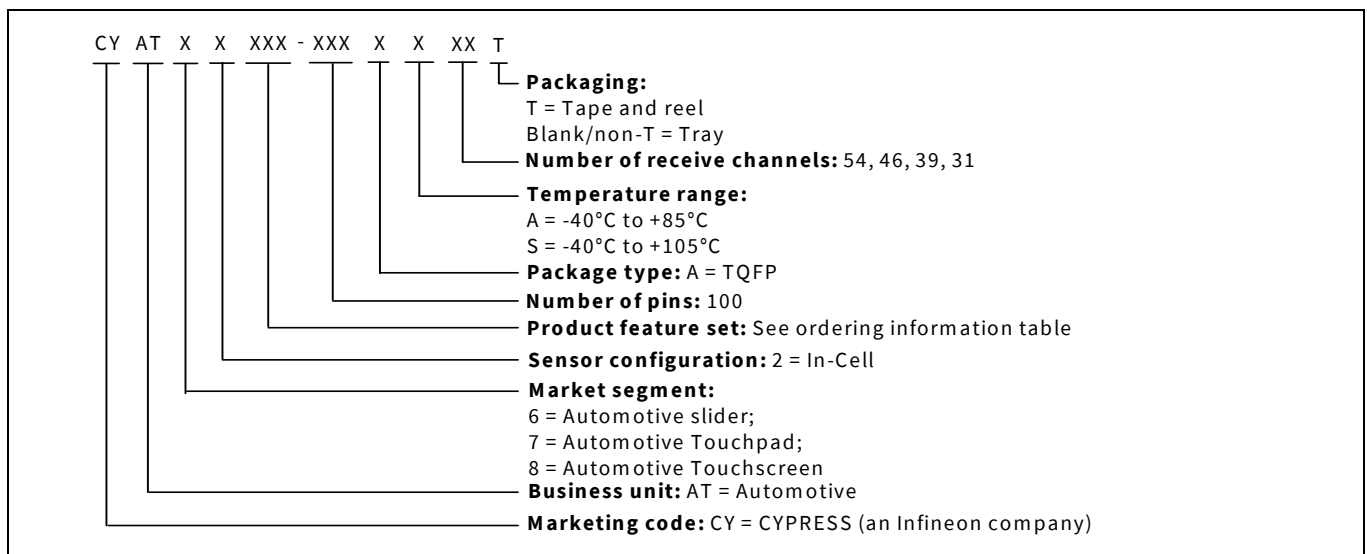 CY AT X X XXX - XXX X X XX T
Packaging:
T = Tape and reel
Blank/non-T = Tray
Number of receive channels: 54, 46, 39, 31
Temperature range:
A = -40°C to +85°C
S = -40°C to +105°C
Package type: A = TQFP
Number of pins: 100
Product feature set: See ordering information table
Sensor configuration: 2 = In-Cell
Market segment:
6 = Automotive slider;
7 = Automotive Touchpad;
8 = Automotive Touchscreen
Business unit: AT = Automotive
Marketing code: CY = CYPRESS (an Infineon company)